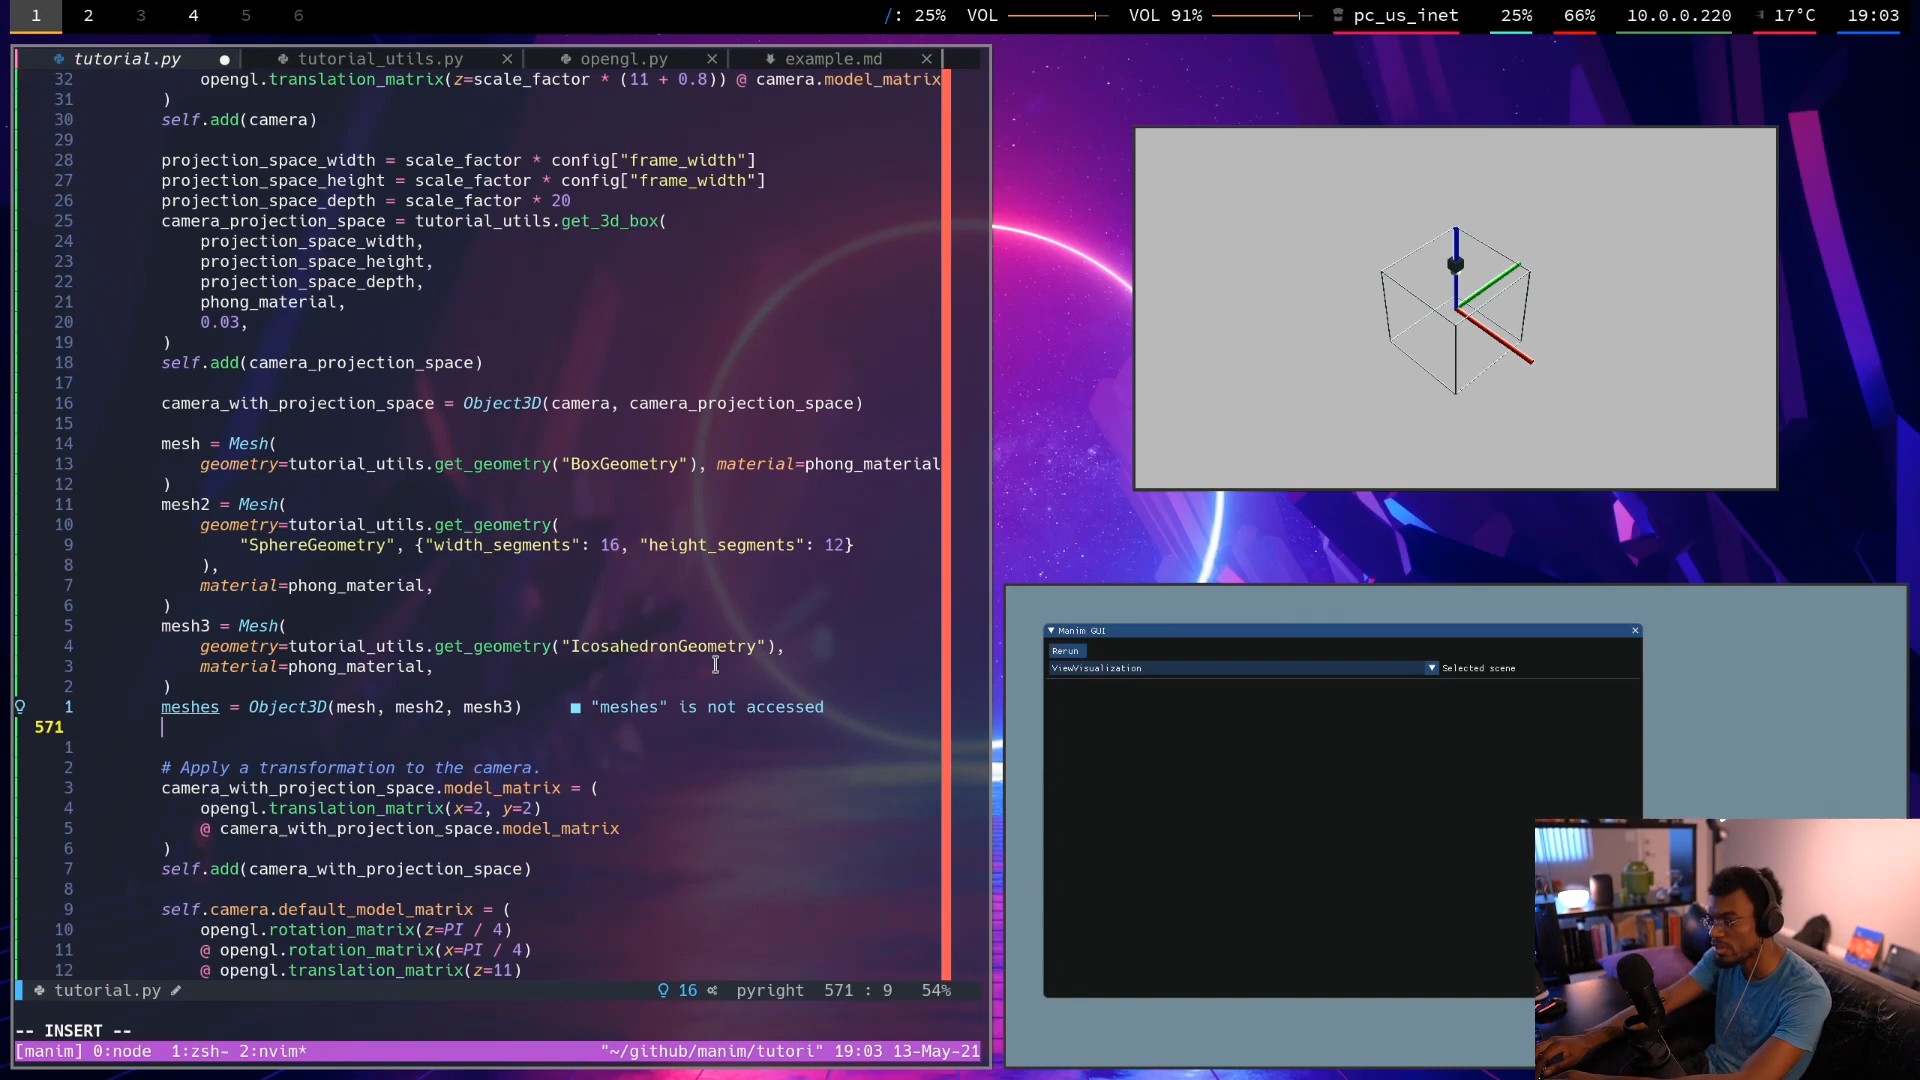 1 2 3 4 5 6 /: 25% VOL VOL 91% pc_us_inet 25% 66% 10.0.0.220 17°C 19:03
tutorial.py tutorial_utils.py opengl.py example.md
32 opengl.translation_matrix(z=scale_factor * (11 + 0.8)) @ camera.model_matrix
31 )
30 self.add(camera)
29
28 projection_space_width = scale_factor * config["frame_width"]
27 projection_space_height = scale_factor * config["frame_width"]
26 projection_space_depth = scale_factor * 20
25 camera_projection_space = tutorial_utils.get_3d_box(
24 projection_space_width,
23 projection_space_height,
22 projection_space_depth,
21 phong_material,
20 0.03,
19 )
18 self.add(camera_projection_space)
17
16 camera_with_projection_space = Object3D(camera, camera_projection_space)
15
14 mesh = Mesh(
13 geometry=tutorial_utils.get_geometry("BoxGeometry"), material=phong_material
12 )
11 mesh2 = Mesh(
10 geometry=tutorial_utils.get_geometry(
9 "SphereGeometry", {"width_segments": 16, "height_segments": 12}
8 ),
7 material=phong_material,
6 )
5 mesh3 = Mesh(
4 geometry=tutorial_utils.get_geometry("IcosahedronGeometry"),
3 material=phong_material,
2 )
1 meshes = Object3D(mesh, mesh2, mesh3) ■ "meshes" is not accessed
571
1
2 # Apply a transformation to the camera.
3 camera_with_projection_space.model_matrix = (
4 opengl.translation_matrix(x=2, y=2)
5 @ camera_with_projection_space.model_matrix
6 )
7 self.add(camera_with_projection_space)
8
9 self.camera.default_model_matrix = (
10 opengl.rotation_matrix(z=PI / 4)
11 @ opengl.rotation_matrix(x=PI / 4)
12 @ opengl.translation_matrix(z=11)
tutorial.py 16 pyright 571 : 9 54%
-- INSERT --
[manim] 0:node 1:zsh- 2:nvim* "~/github/manim/tutori" 19:03 13-May-21
Manim GUI
Rerun
ViewVisualization Selected scene